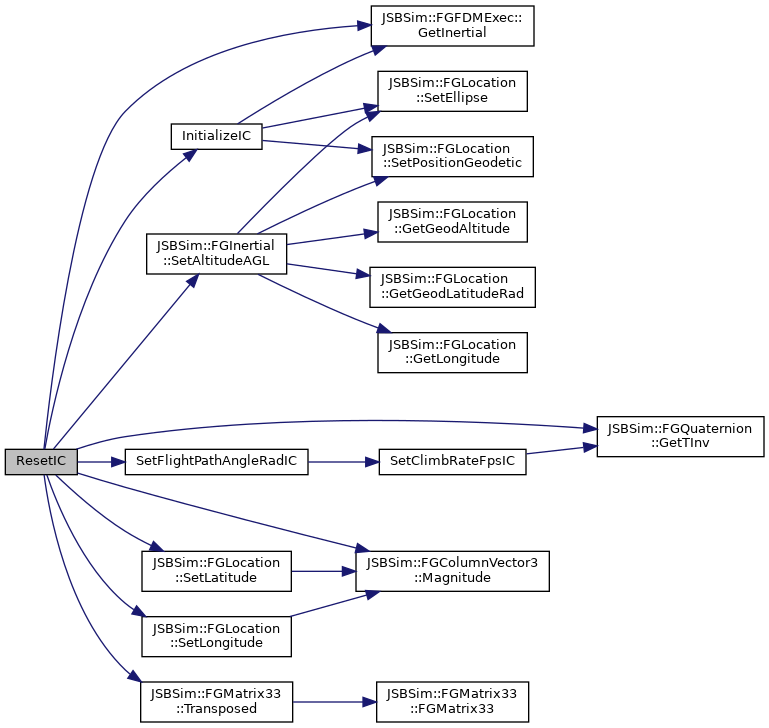 JSBSim::FGFDMExec::
GetInertial
JSBSim::FGLocation
::SetEllipse
InitializeIC
JSBSim::FGLocation
::SetPositionGeodetic
JSBSim::FGLocation
::GetGeodAltitude
JSBSim::FGInertial
::SetAltitudeAGL
JSBSim::FGLocation
::GetGeodLatitudeRad
JSBSim::FGLocation
::GetLongitude
JSBSim::FGQuaternion
::GetTInv
ResetIC
SetFlightPathAngleRadIC
SetClimbRateFpsIC
JSBSim::FGLocation
::SetLatitude
JSBSim::FGColumnVector3
::Magnitude
JSBSim::FGLocation
::SetLongitude
JSBSim::FGMatrix33
::Transposed
JSBSim::FGMatrix33
::FGMatrix33